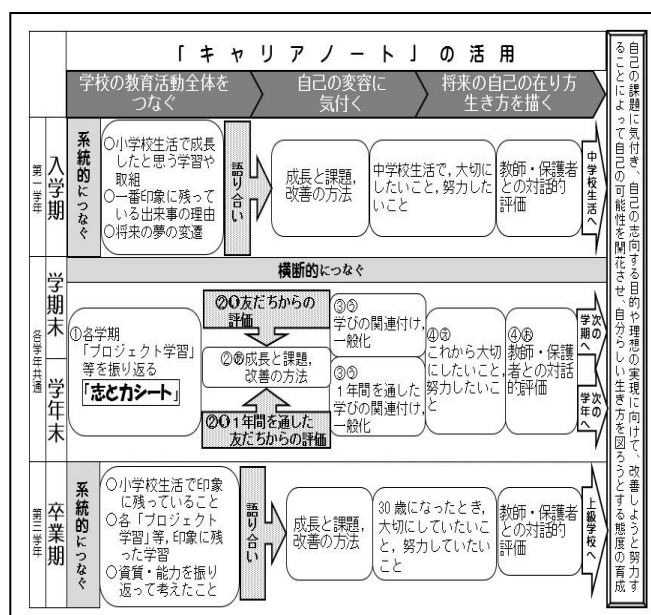 「キャリアノート」の活用
学校の教育活動全体を
つなぐ
自己の変容に
気付く
将来の自己の在り方
生き方を描く
第一学年
入学期
系統的につなぐ
○小学校生活で成長
したと思う学習や
取組
○一番印象に残って
いる出来事の理由
○将来の夢の変遷
語り合い
成長と課題,
改善の方法
中学校生活で,大切に
したいこと,努力した
いこと
教師・保護者
との対話的
評価
中学校生活へ
各学年共通
学期末
学年末
横断的につなぐ
①各学期
「プロジェクト学習」
等を振り返る
「志と力シート」
友だちからの
評価
成長と課題,
改善の方法
②❶1年間を通した
友だちからの評価
③㋒
学びの関連付け,
一般化
③㋒
1年間を通した
学びの関連付け,
一般化
④㋓
これから大切
にしたいこと,
努力したいこ
と
④㋔
教師・保護
者との対話
的評価
次の学期へ
次の学年へ
第三学年
卒業期
系統的につなぐ
○小学校生活で印象
に残っていること
○各「プロジェクト
学習」等,印象に残
った学習
○資質・能力を振り
返って考えたこと
語り合い
成長と課題,
改善の方法
30歳になったとき,
大切にしていたい
こと,努力していたい
こと
教師・保護者
との対話的
評価
上級学校へ
自己の課題に気付き、自己の志向する目的や理想の実現に向けて、改善しようと努力す
ることによって自己の可能性を開花させ、自分らしい生き方を図ろうとする態度の育成